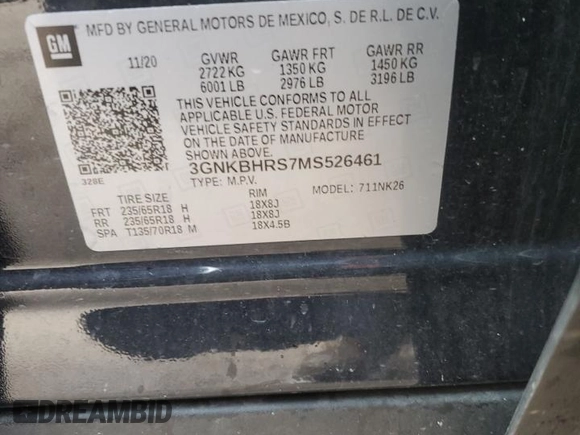 GM
MFD BY GENERAL MOTORS DE MEXICO, S. DE R.L. DE C.V.
11/20 GVWR GAWR FRT GAWR RR
2722 KG 1350 KG 1450 KG
6001 LB 2976 LB 3196 LB
THIS VEHICLE CONFORMS TO ALL
APPLICABLE U.S. FEDERAL MOTOR
VEHICLE SAFETY STANDARDS IN EFFECT
ON THE DATE OF MANUFACTURE
SHOWN ABOVE.
3GNKBHRS7MS526461
328E TYPE: M.P.V. MODEL: 711NK26
TIRE SIZE RIM
FRT 235/65R18 H 18X8J
RR 235/65R18 H 18X8J
SPA T135/70R18 M 18X4.5B
DREAMBID